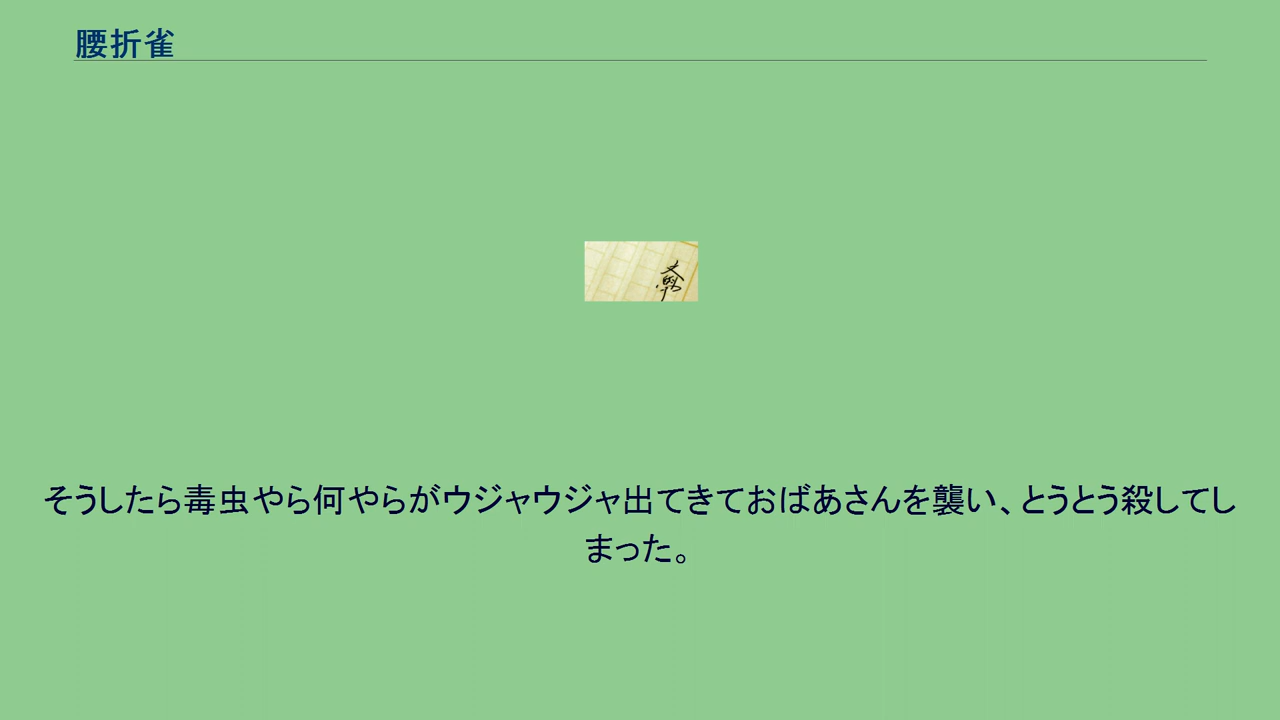 腰折雀
そうしたら毒虫やら何やらがウジャウジャ出てきておばあさんを襲い、とうとう殺してし
まった。